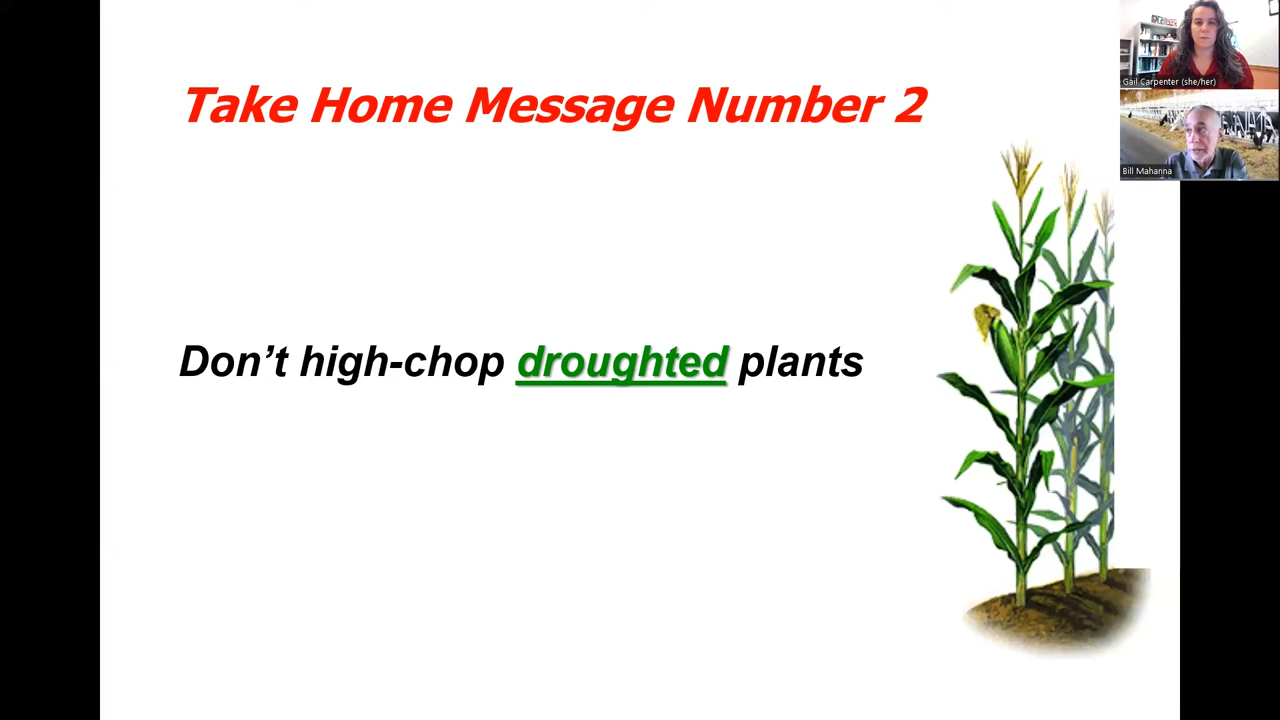 Take Home Message Number 2
Gail Carpenter (she/her)
Bill Mahanna
Don't high-chop droughted plants